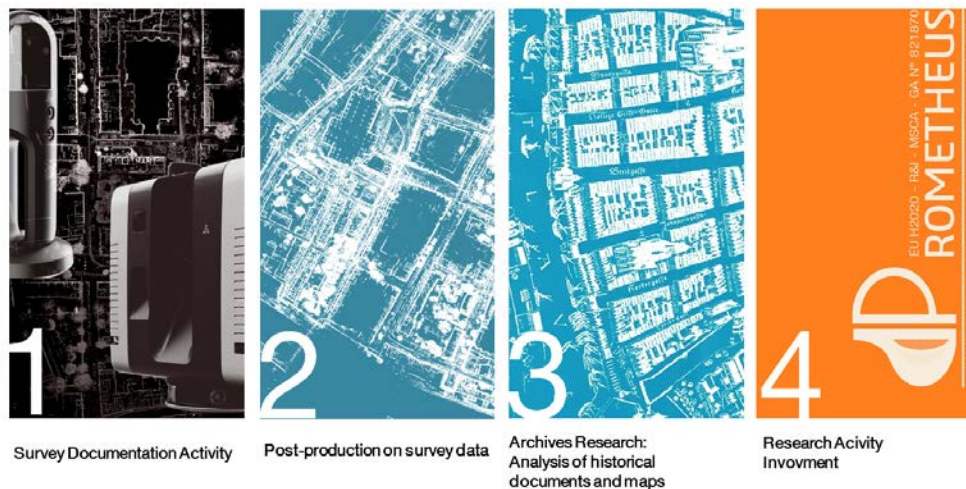 1
2
3
4
EU H2020 - R&I - MSCA - GA N° 821870
ROMETHEUS
Breitgasse
Survey Documentation Activity
Post-production on survey data
Archives Research:
Analysis of historical
documents and maps
Research Acivity
Invovment